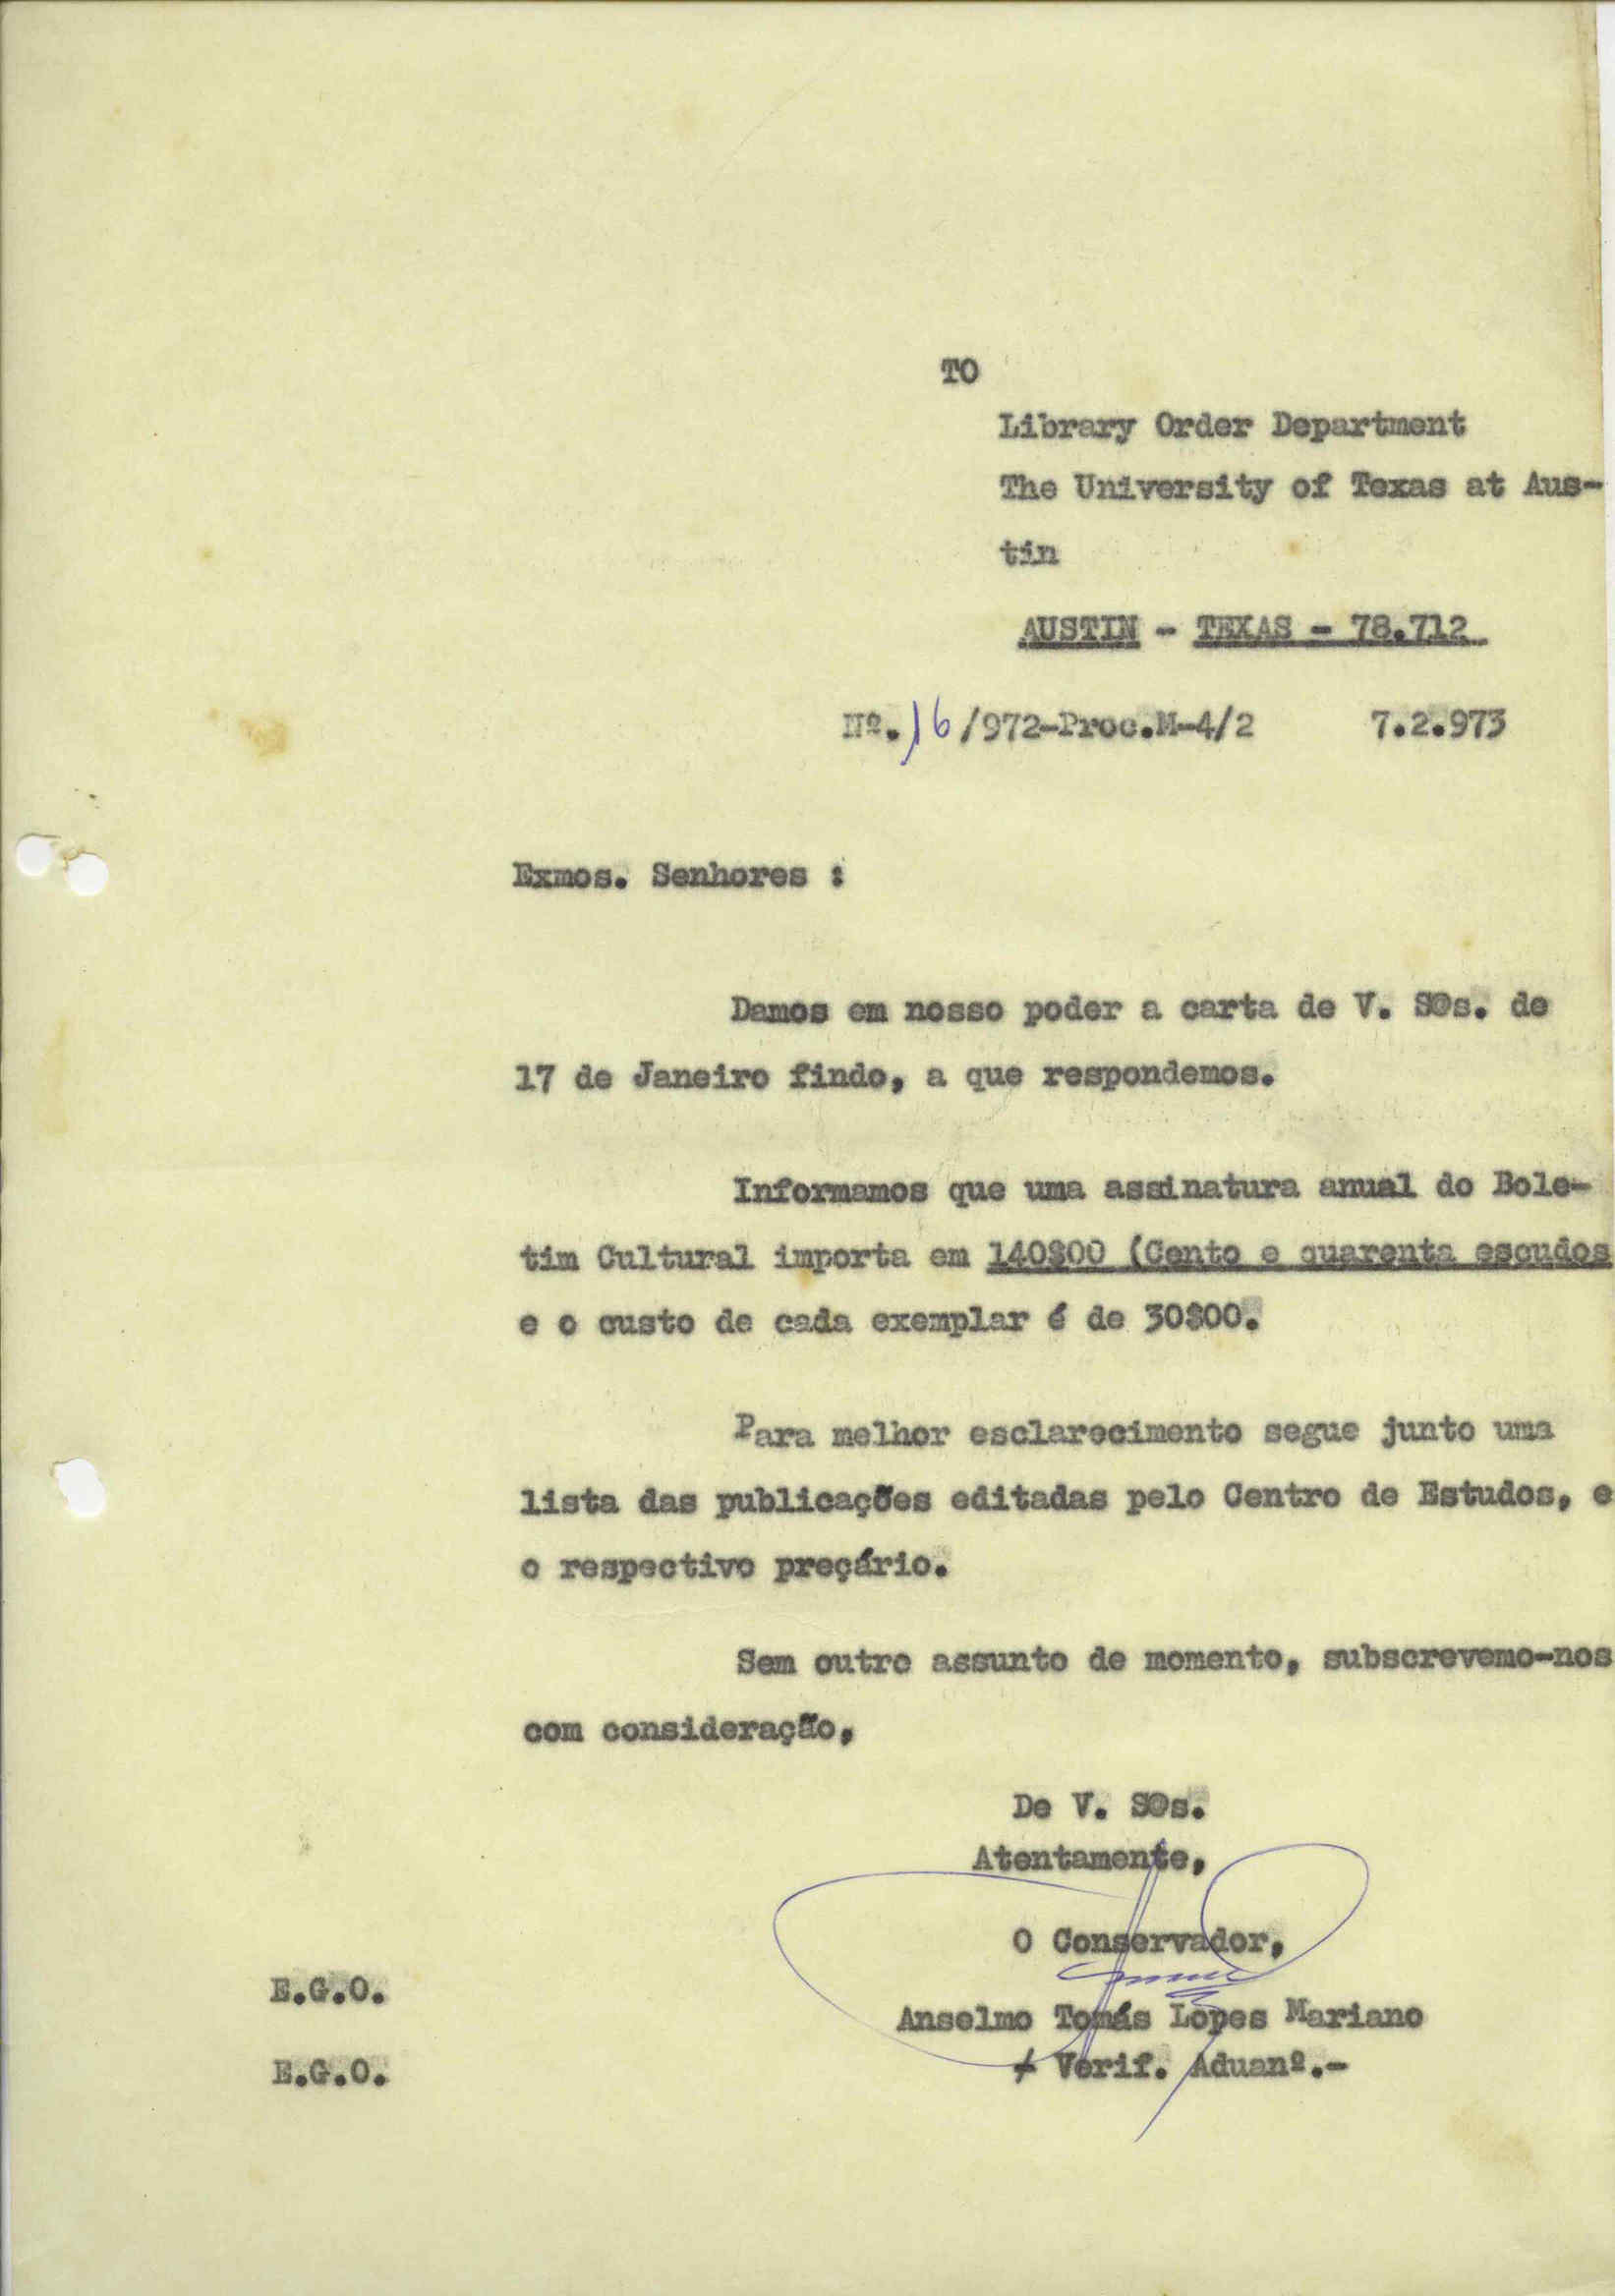 TO
Library Order Department
The University of Texas at Aus-
tin
AUSTIN - TEXAS - 78.712
Nº.16/972-Proc.M-4/2 7.2.973
Exmos. Senhores :
Damos em nosso poder a carta de V. Sªs. de
17 de Janeiro findo, a que respondemos.
Informamos que uma assinatura anual do Bole-
tim Cultural importa em 140$00 (Cento e quarenta escudos
e o custo de cada exemplar é de 30$00.
Para melhor esclarecimento segue junto uma
lista das publicações editadas pelo Centro de Estudos, e
o respectivo preçário.
Sem outro assunto de momento, subscrevemo-nos
com consideração,
De V. Sªs.
Atentamente,
O Conservador,
E.G.O.
Anselmo Tomás Lopes Mariano
E.G.O.
Verif. Aduanº.-